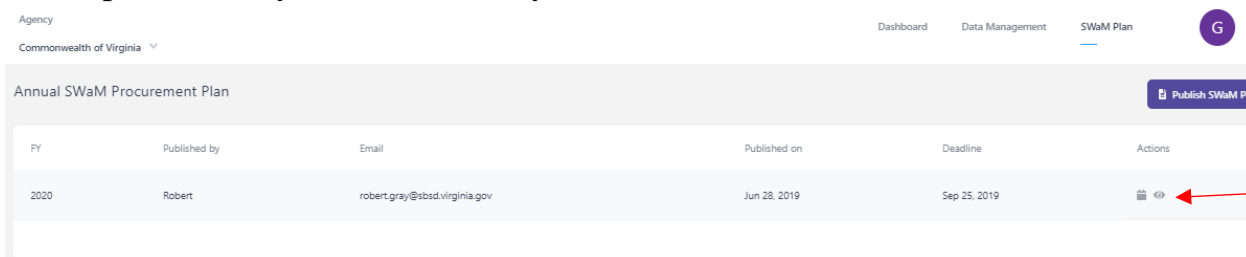 Agency
Dashboard Data Management SWaM Plan G
Commonwealth of Virginia
Annual SWaM Procurement Plan
Publish SWaM P
FY Published by Email Published on Deadline Actions
2020 Robert robert.gray@sbsd.virginia.gov Jun 28, 2019 Sep 25, 2019